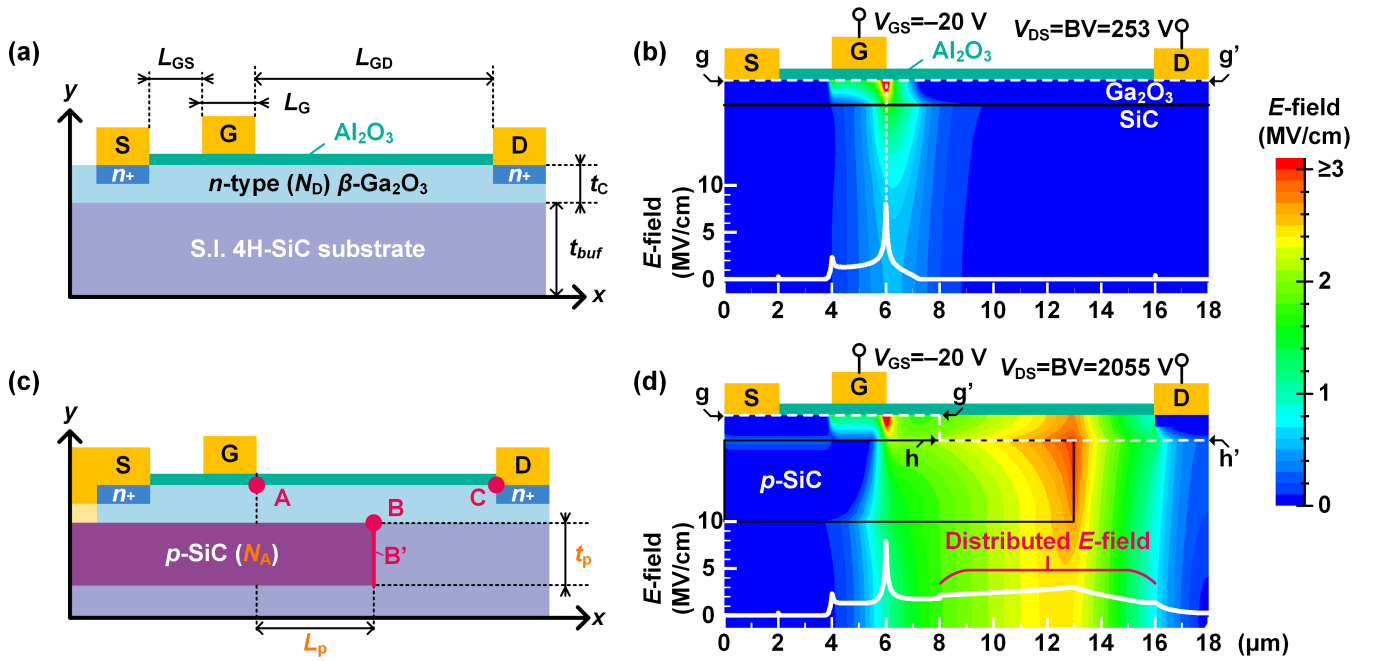 (a)
L_GS
L_GD
L_G
y
S
G
D
Al₂O₃
n+
n+
n-type (N_D) β-Ga₂O₃
t_C
S.I. 4H-SiC substrate
t_buf
x
(b)
V_GS=–20 V
V_DS=BV=253 V
S
G
Al₂O₃
D
g
g’
Ga₂O₃
SiC
E-field
(MV/cm)
10
5
0
0
2
4
6
8
10
12
14
16
18
E-field
(MV/cm)
≥3
2
1
0
(c)
y
S
G
D
n+
n+
A
C
B
p-SiC (N_A)
B’
t_p
L_p
x
(d)
V_GS=–20 V
V_DS=BV=2055 V
S
G
D
g
g’
h
h’
p-SiC
Distributed E-field
E-field
(MV/cm)
10
5
0
0
2
4
6
8
10
12
14
16
18
(μm)